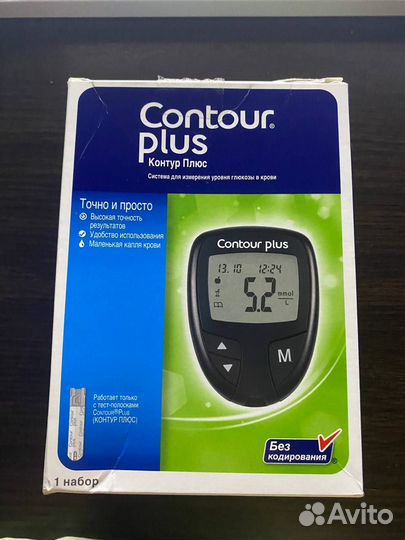 Contour®
plus
Контур Плюс
Система для измерения уровня глюкозы в крови
Точно и просто
Высокая точность
результатов
Удобство использования
Маленькая капля крови
Contour plus
13.10 12:24
5.2 mmol
L
M
Работает только
с тест-полосками
Contour® Plus
(КОНТУР ПЛЮС)
Без
кодирования
1 набор
Avito